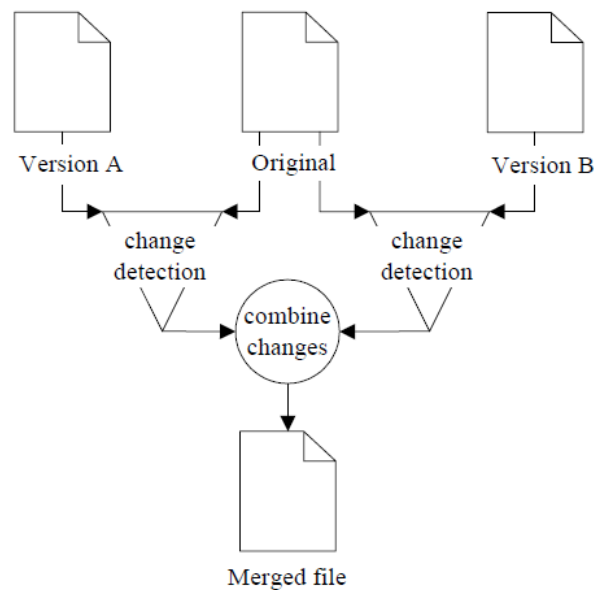 Version A
Original
Version B
change
detection
change
detection
combine
changes
Merged file